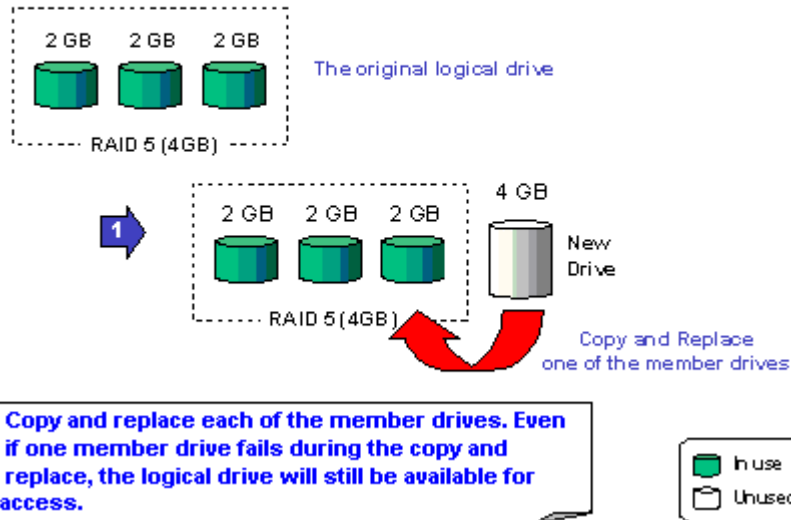 2 GB 2 GB 2 GB
The original logical drive
RAID 5 (4GB)
1
2 GB 2 GB 2 GB
4 GB
New
Drive
RAID 5 (4GB)
Copy and Replace
one of the member drives
Copy and replace each of the member drives. Even
if one member drive fails during the copy and
replace, the logical drive will still be available for
access.
In use
Unused